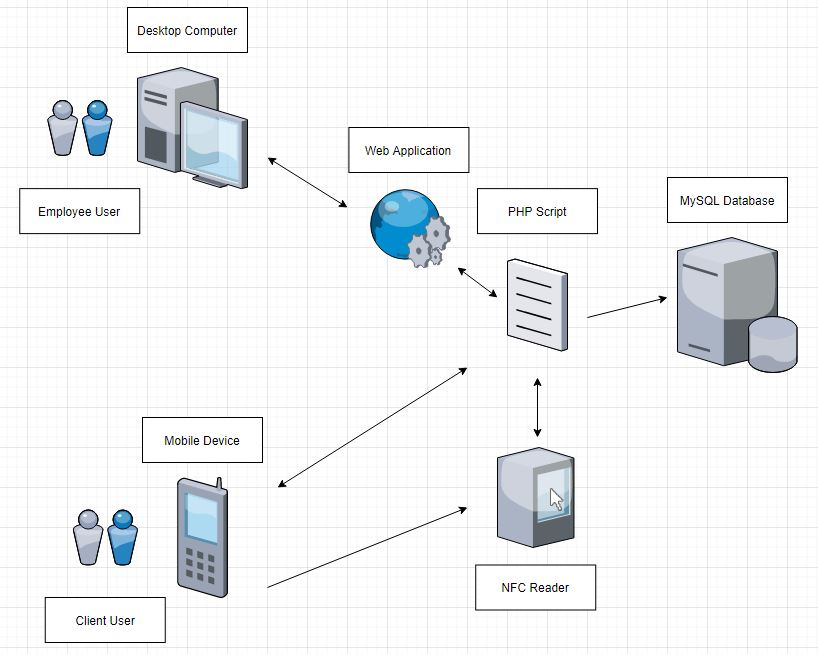 Desktop Computer
Web Application
Employee User
PHP Script
MySQL Database
Mobile Device
NFC Reader
Client User